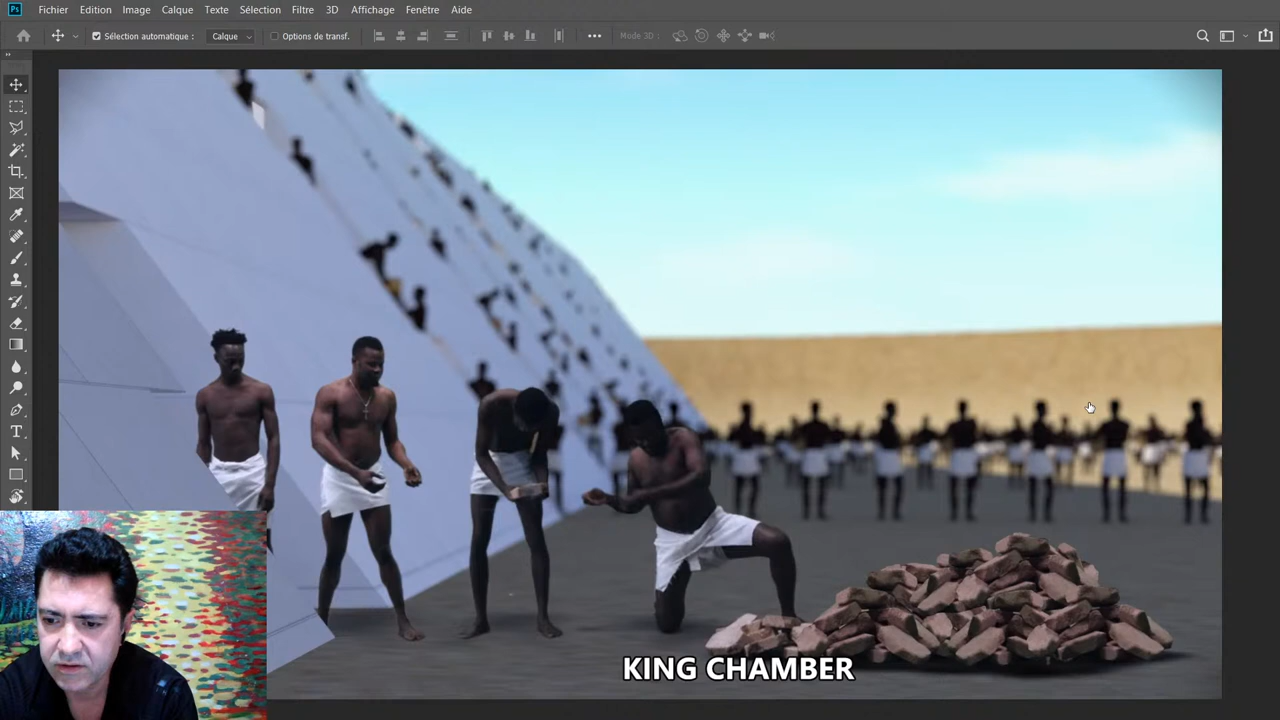 Ps Fichier Edition Image Calque Texte Sélection Filtre 3D Affichage Fenêtre Aide
Sélection automatique : Calque Options de transf. Mode 3D :
KING CHAMBER